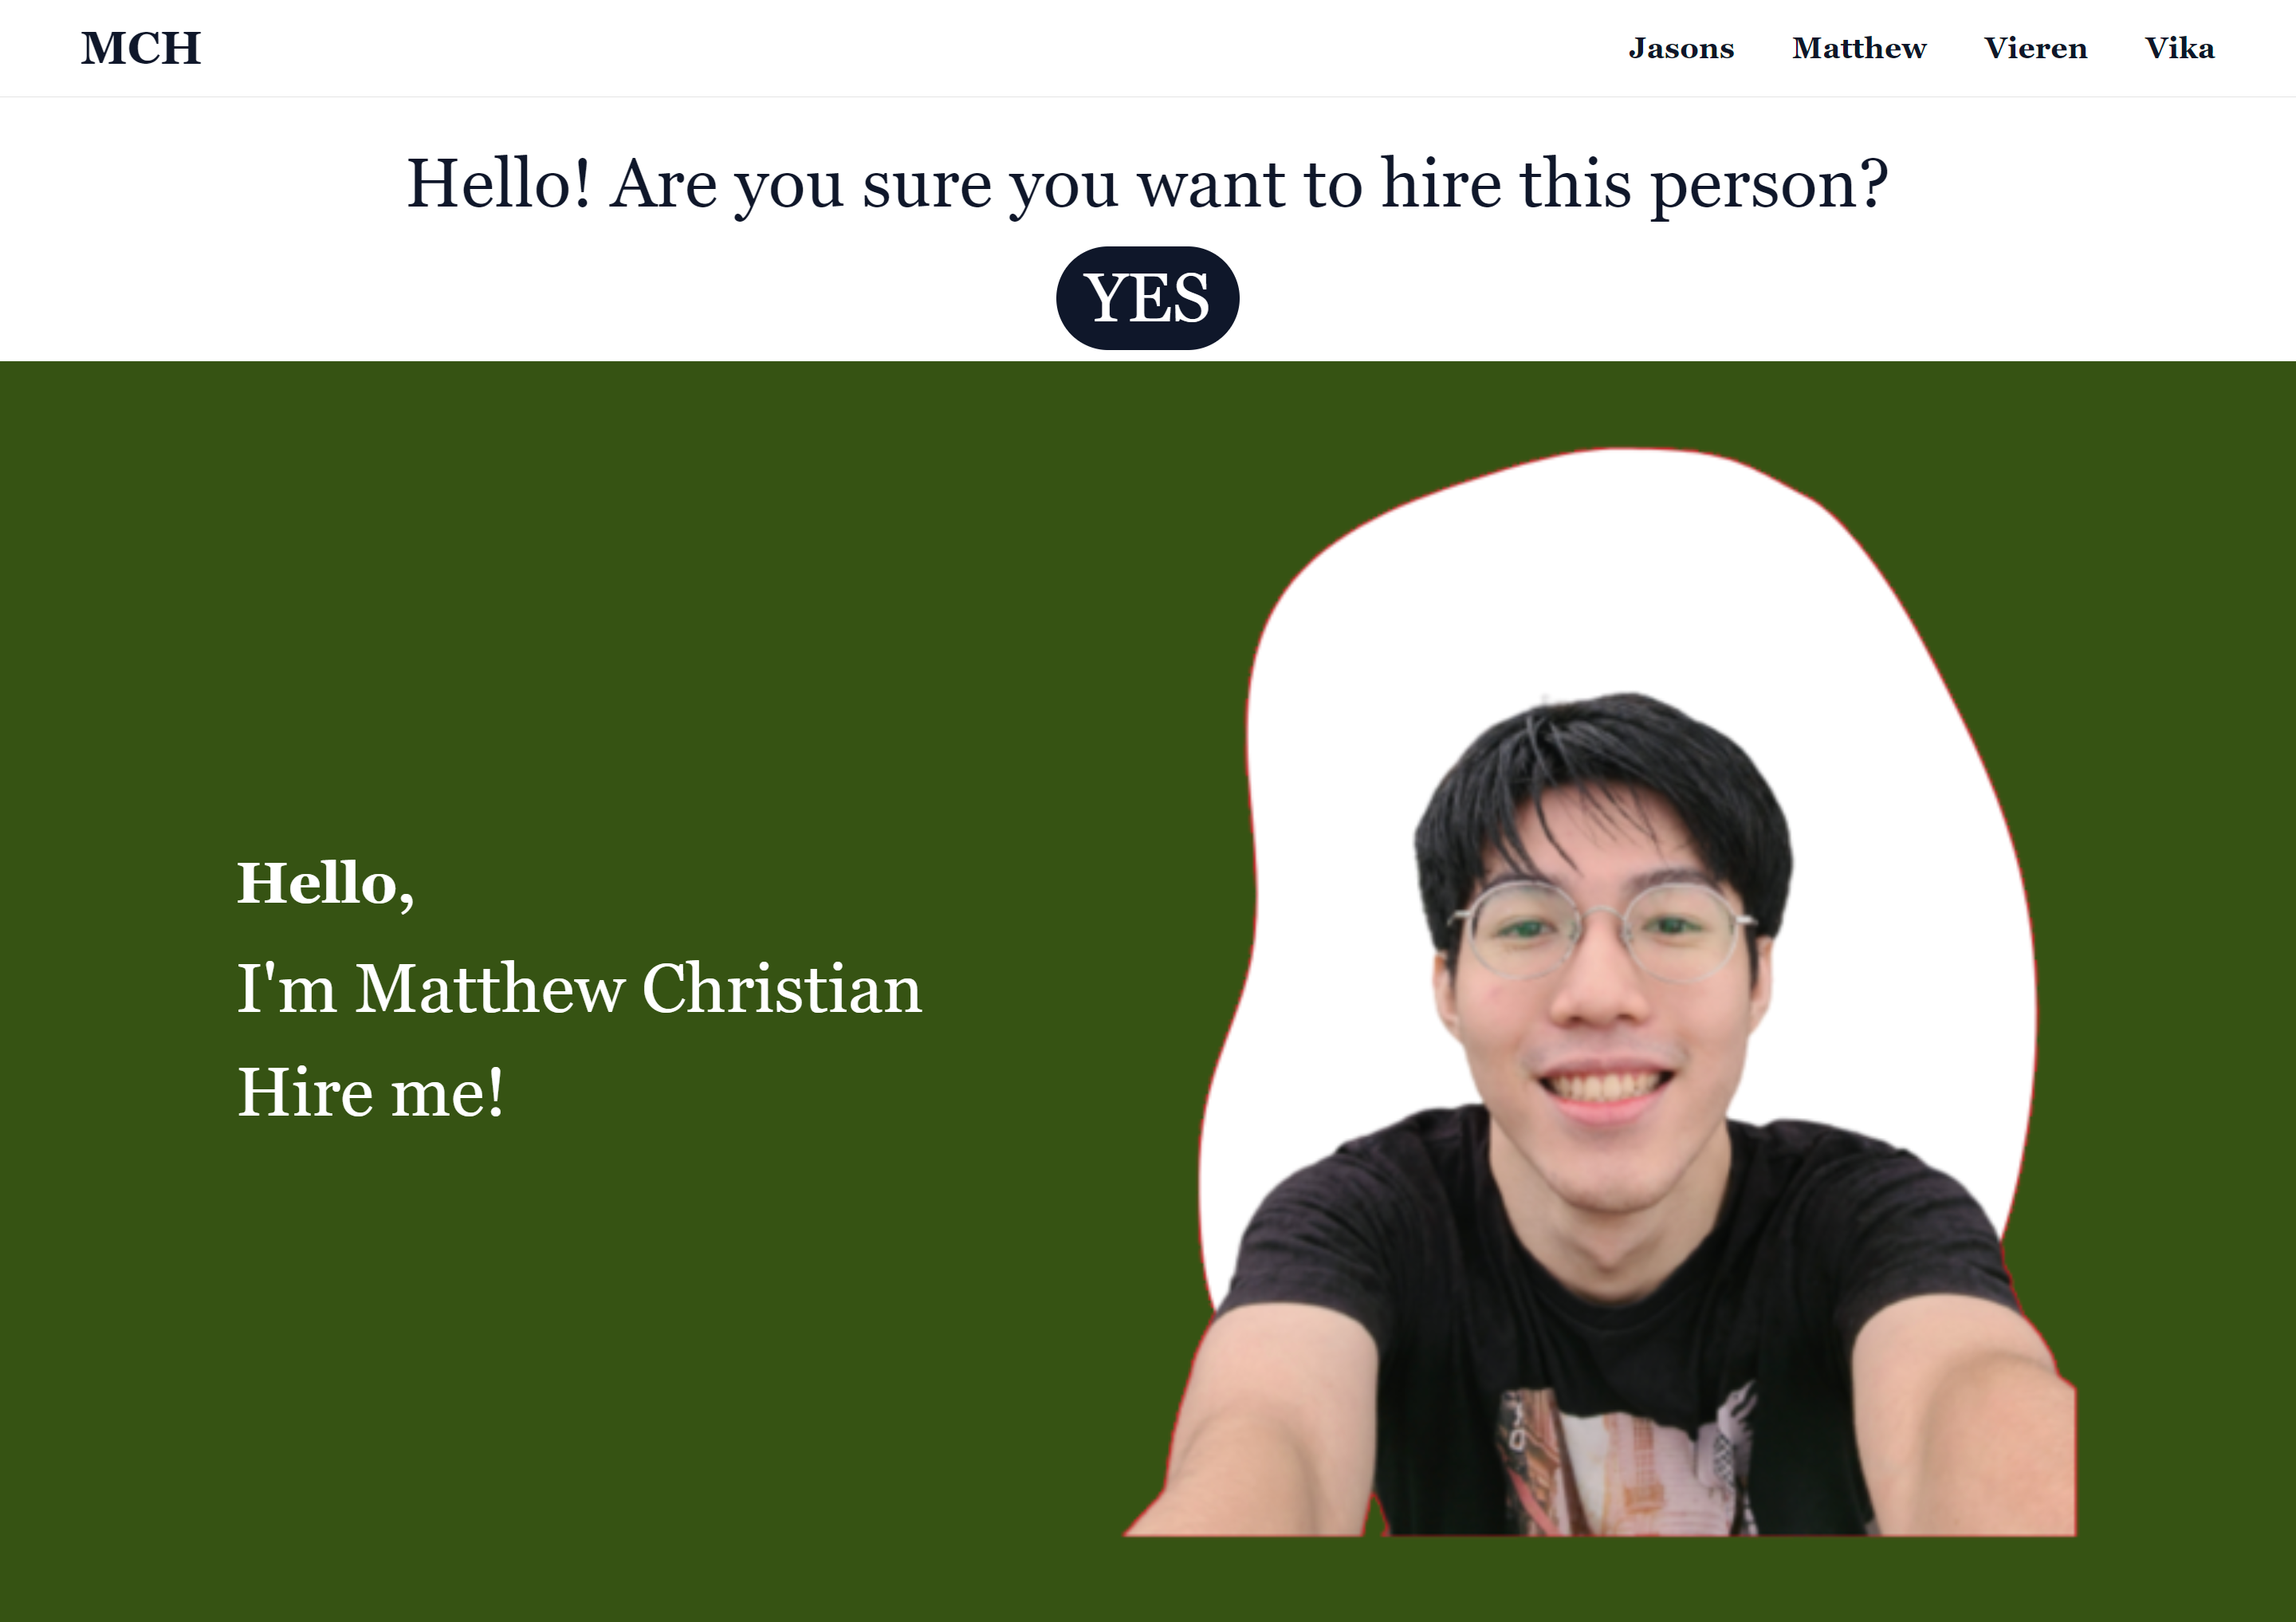 MCH
Jasons Matthew Vieren Vika
Hello! Are you sure you want to hire this person?
YES
Hello,
I'm Matthew Christian
Hire me!